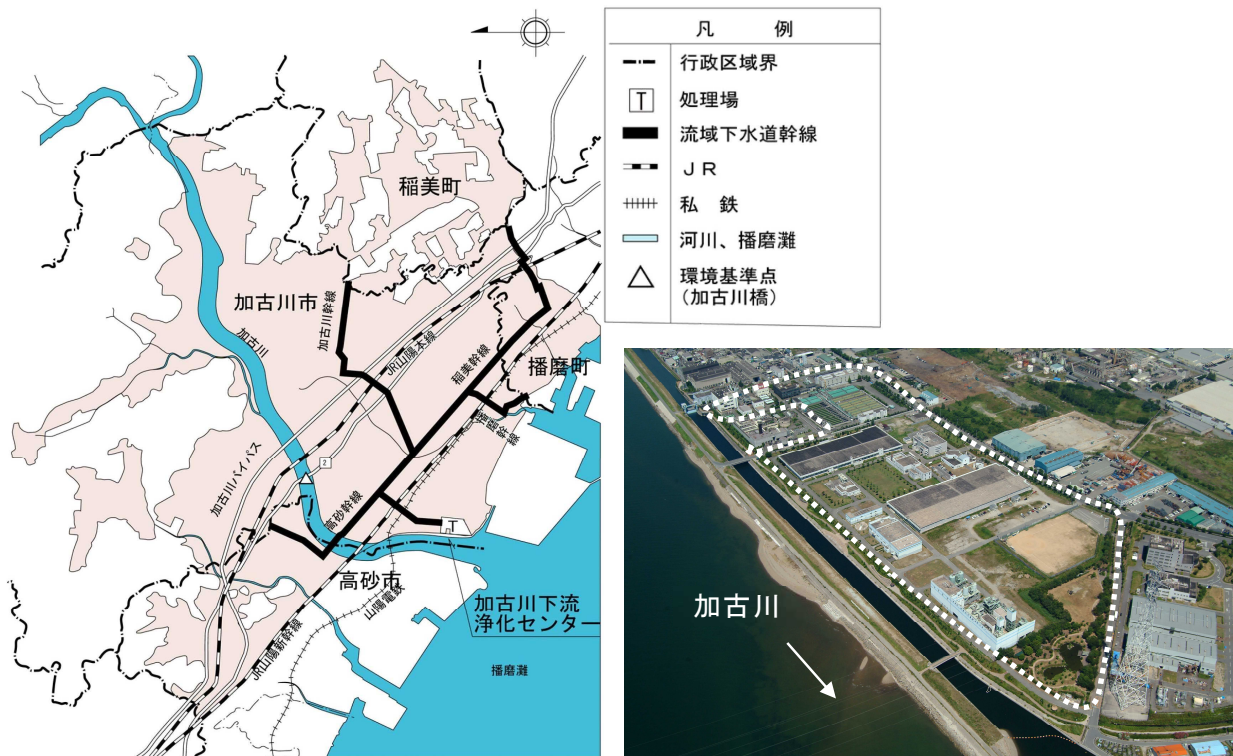 凡 例
行政区域界
T
処理場
流域下水道幹線
JR
私 鉄
河川、播磨灘
環境基準点
(加古川橋)
稲美町
加古川市
加古川幹線
加古川
JR山陽本線
稲美幹線
播磨町
播磨幹線
加古川バイパス
2
高砂幹線
T
高砂市
山陽電鉄
加古川下流
浄化センター
JR山陽新幹線
播磨灘
加古川